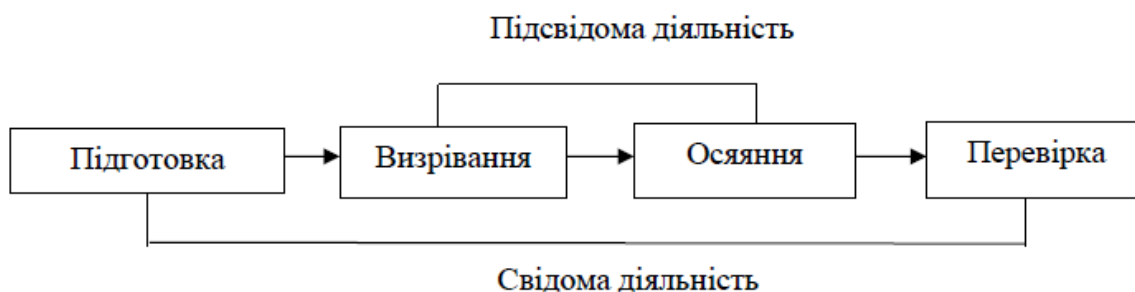 Підсвідома діяльність
Підготовка
Визрівання
Осяяння
Перевірка
Свідома діяльність